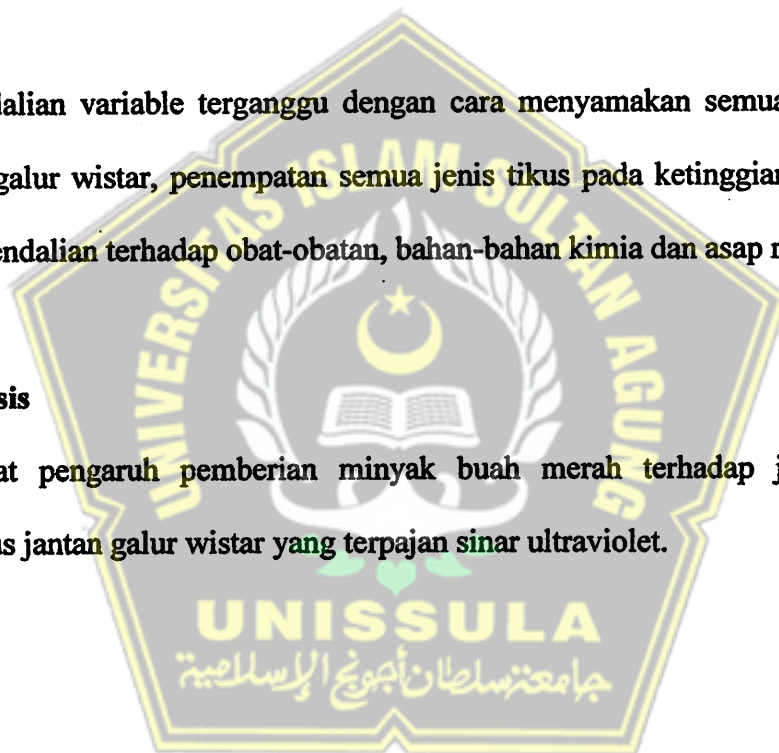 dalian variable terganggu dengan cara menyamakan semua
galur wistar, penempatan semua jenis tikus pada ketinggian
endalian terhadap obat-obatan, bahan-bahan kimia dan asap
sis
at pengaruh pemberian minyak buah merah terhadap
s jantan galur wistar yang terpajan sinar ultraviolet.
UNIVERSITAS ISLAM SULTAN AGUNG
UNISSULA
جامعة سلطان أجونج الإسلامية